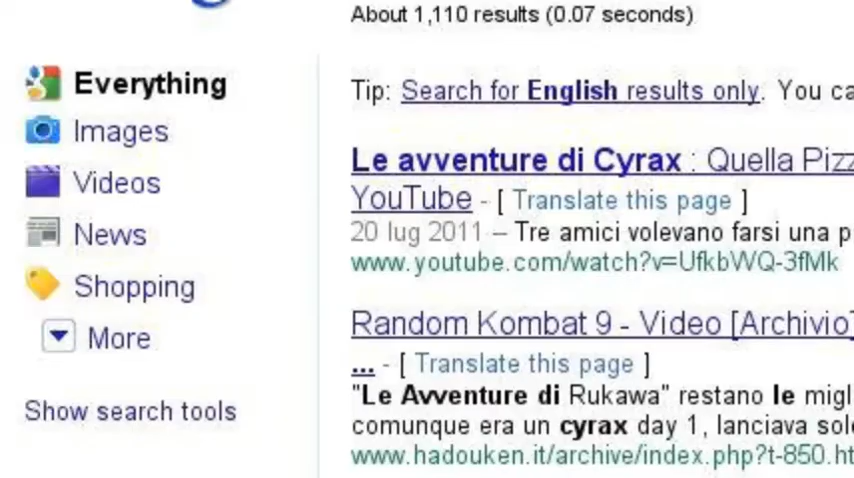 About 1,110 results (0.07 seconds)
Everything
Images
Videos
News
Shopping
More
Show search tools
Tip: Search for English results only. You ca
Le avventure di Cyrax : Quella Pizz
YouTube - [ Translate this page ]
20 lug 2011 – Tre amici volevano farsi una p
www.youtube.com/watch?v=UfkbWQ-3fMk
Random Kombat 9 - Video [Archivio]
... - [ Translate this page ]
"Le Avventure di Rukawa" restano le migl
comunque era un cyrax day 1, lanciava solo
www.hadouken.it/archive/index.php?t-850.ht